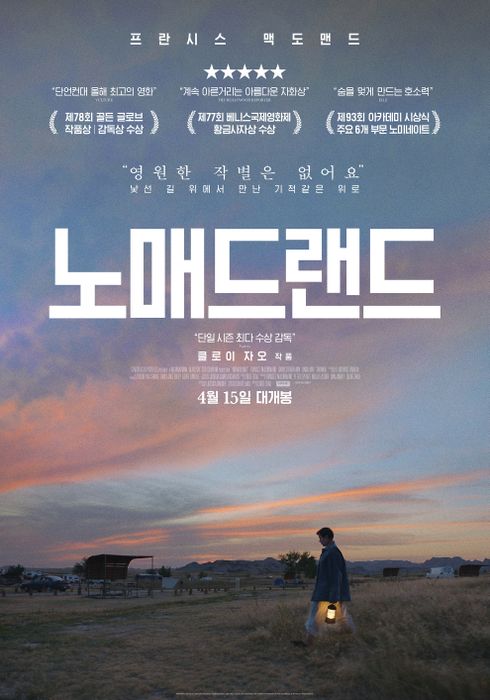 프란시스 맥도맨드
★★★★★
“단언컨대 올해 최고의 영화” “계속 아른거리는 아름다운 자화상” “숨을 멎게 만드는 호소력”
VULTURE THE HOLLYWOOD REPORTER ELLE
제78회 골든 글로브 제77회 베니스국제영화제 제93회 아카데미 시상식
작품상 | 감독상 수상 황금사자상 수상 주요 6개 부문 노미네이트
“영원한 작별은 없어요”
낯선 길 위에서 만난 기적같은 위로
노매드랜드
“단일 시즌 최다 수상 감독”
클로이 자오 작품
4월 15일 대개봉